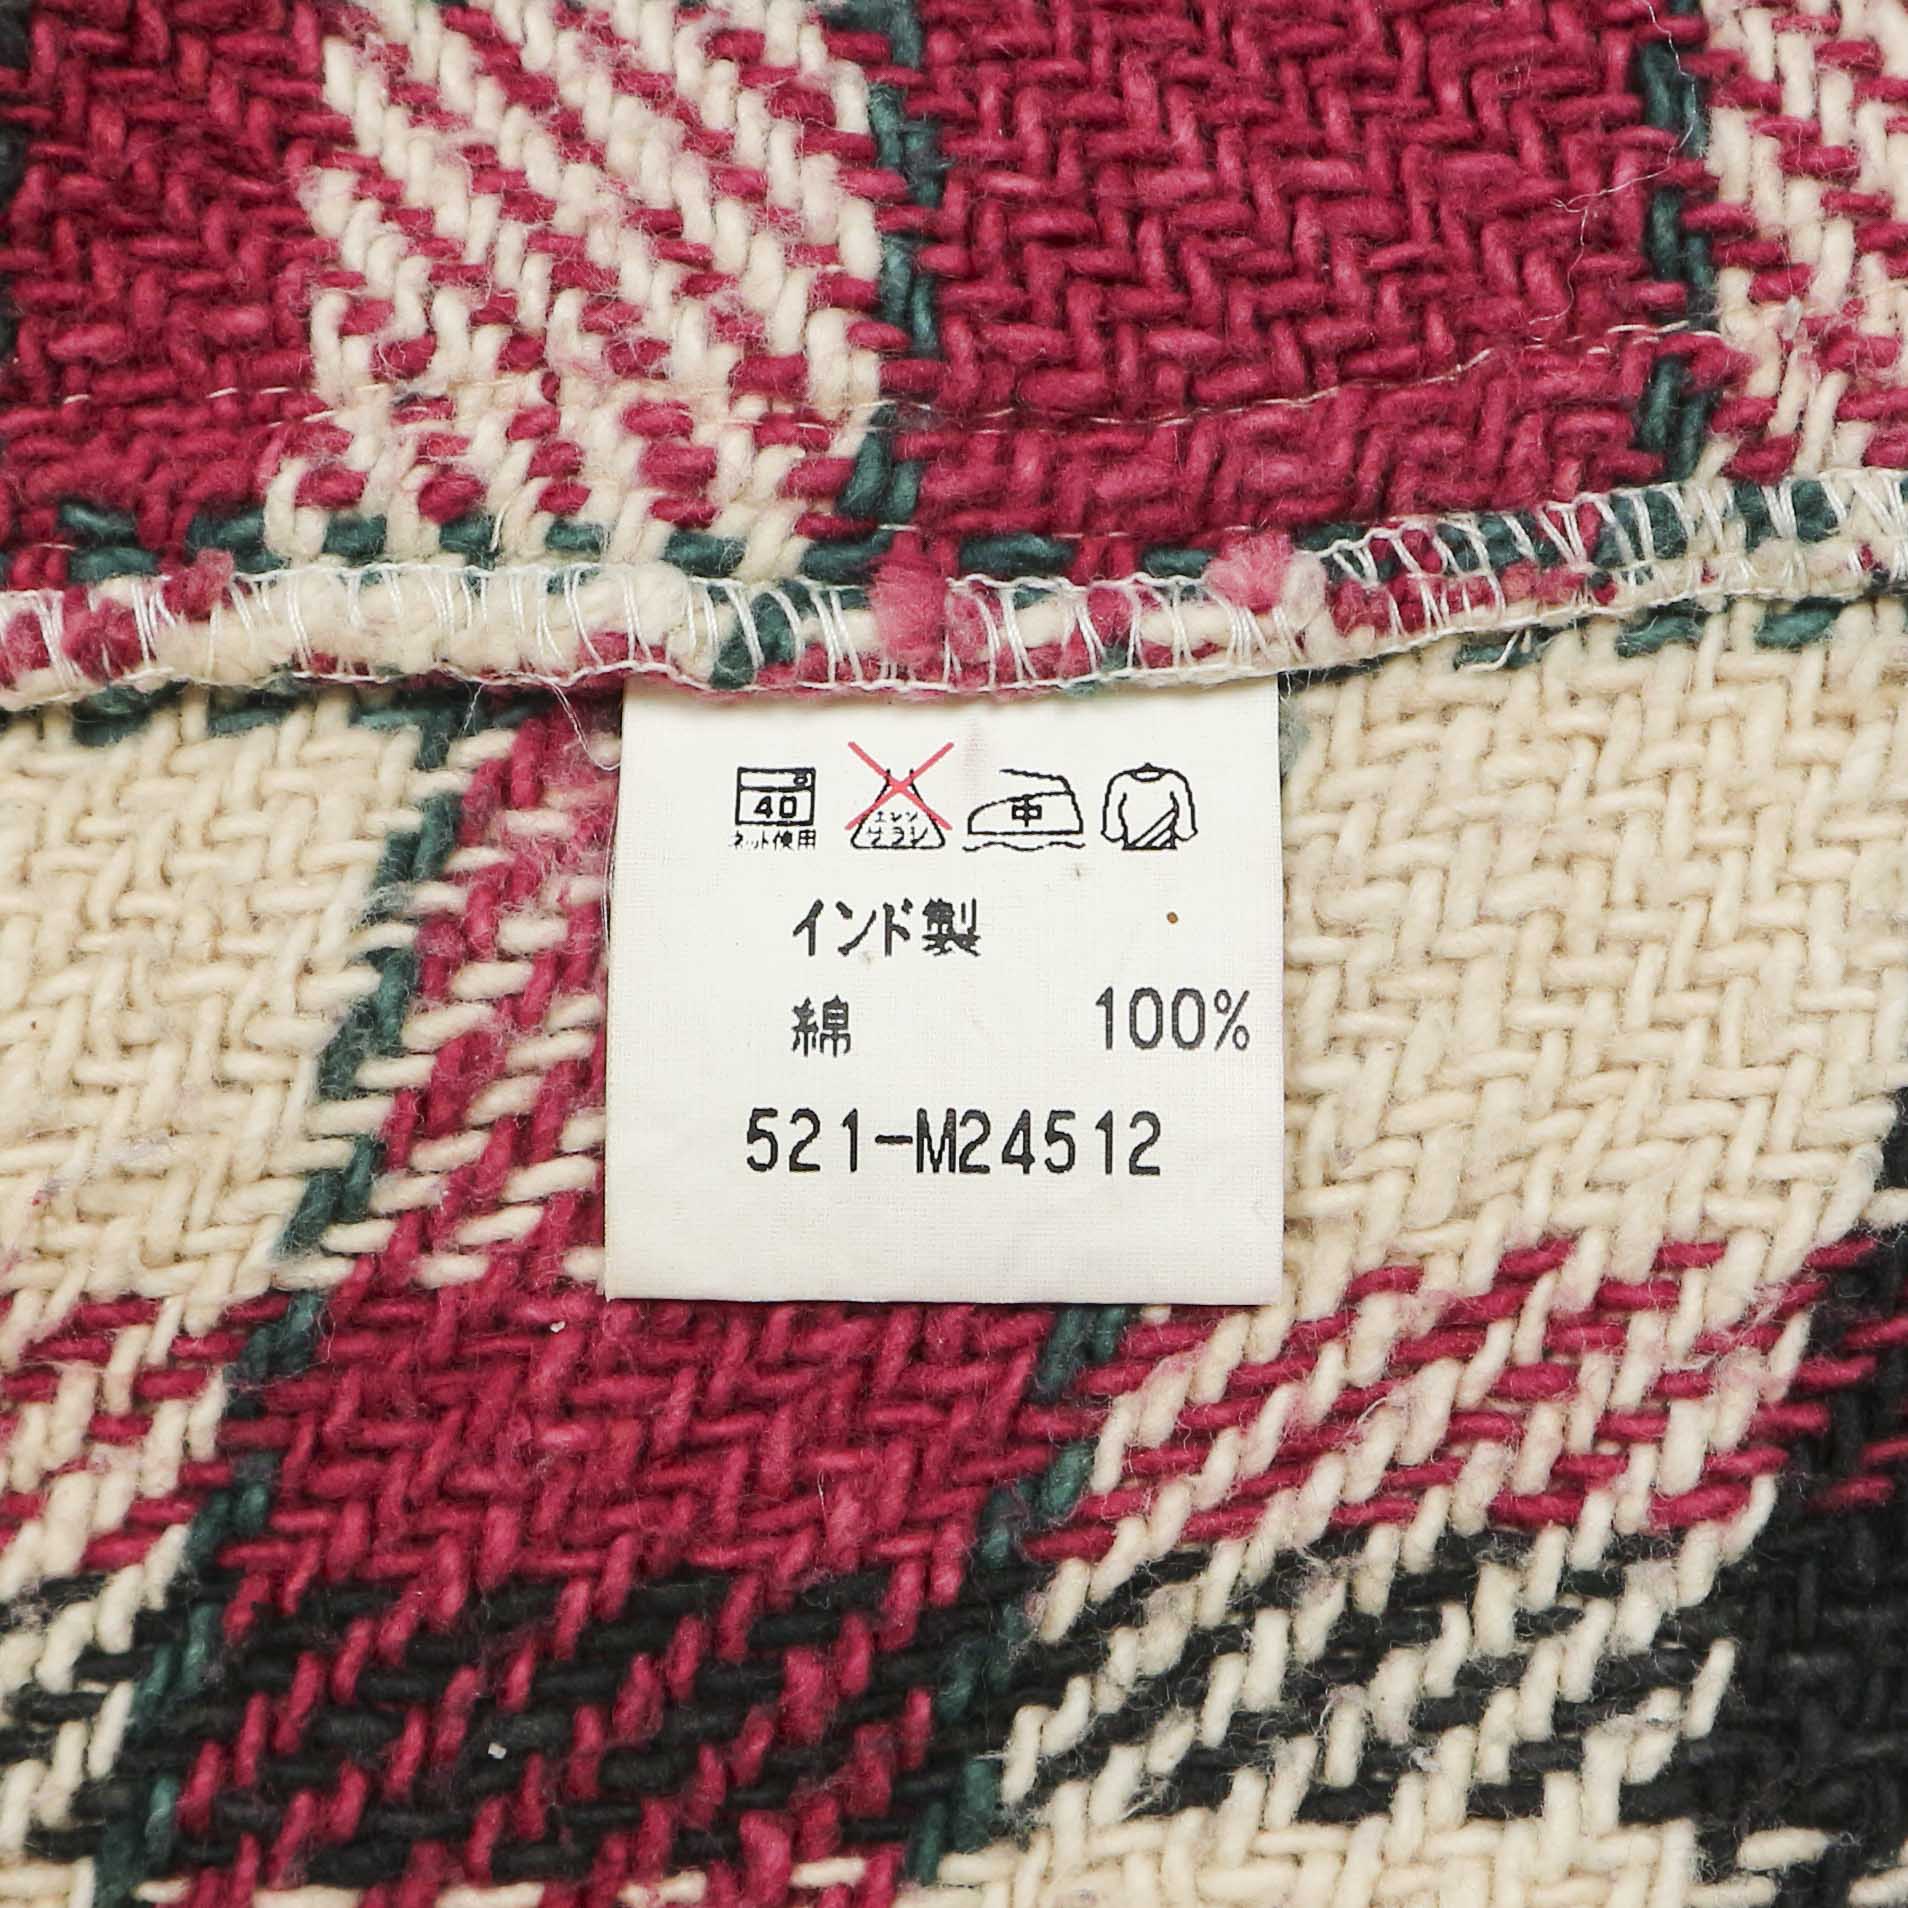 40 エンソ 中
ネット使用 サラシ
インド製
綿 100%
521-M24512